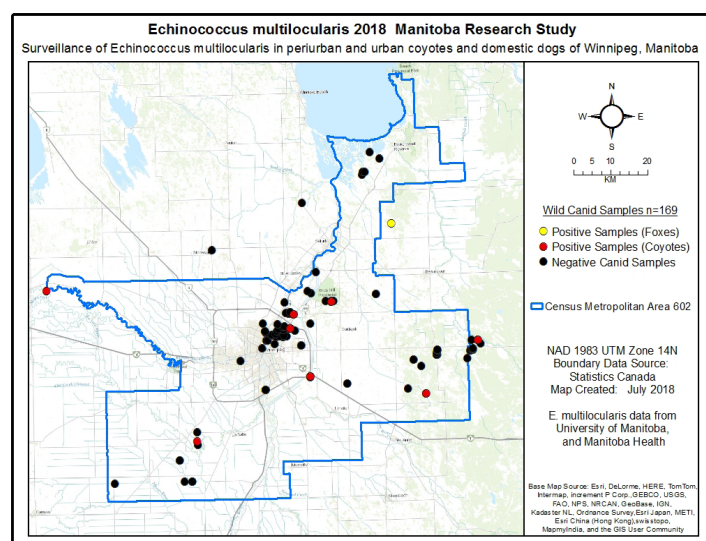 Echinococcus multilocularis 2018 Manitoba Research Study
Surveillance of Echinococcus multilocularis in periurban and urban coyotes and domestic dogs of Winnipeg, Manitoba
N
W
E
S
0 5 10 20
KM
Wild Canid Samples n=169
Positive Samples (Foxes)
Positive Samples (Coyotes)
Negative Canid Samples
Census Metropolitan Area 602
NAD 1983 UTM Zone 14N
Boundary Data Source:
Statistics Canada
Map Created: July 2018
E. multilocularis data from
University of Manitoba,
and Manitoba Health
Base Map Source: Esri, DeLorme, HERE, TomTom,
Intermap, increment P Corp.,GEBCO, USGS,
FAO, NPS, NRCAN, GeoBase, IGN,
Kadaster NL, Ordnance Survey,Esri Japan, METI,
Esri China (Hong Kong),swisstopo,
MapmyIndia, and the GIS User Community